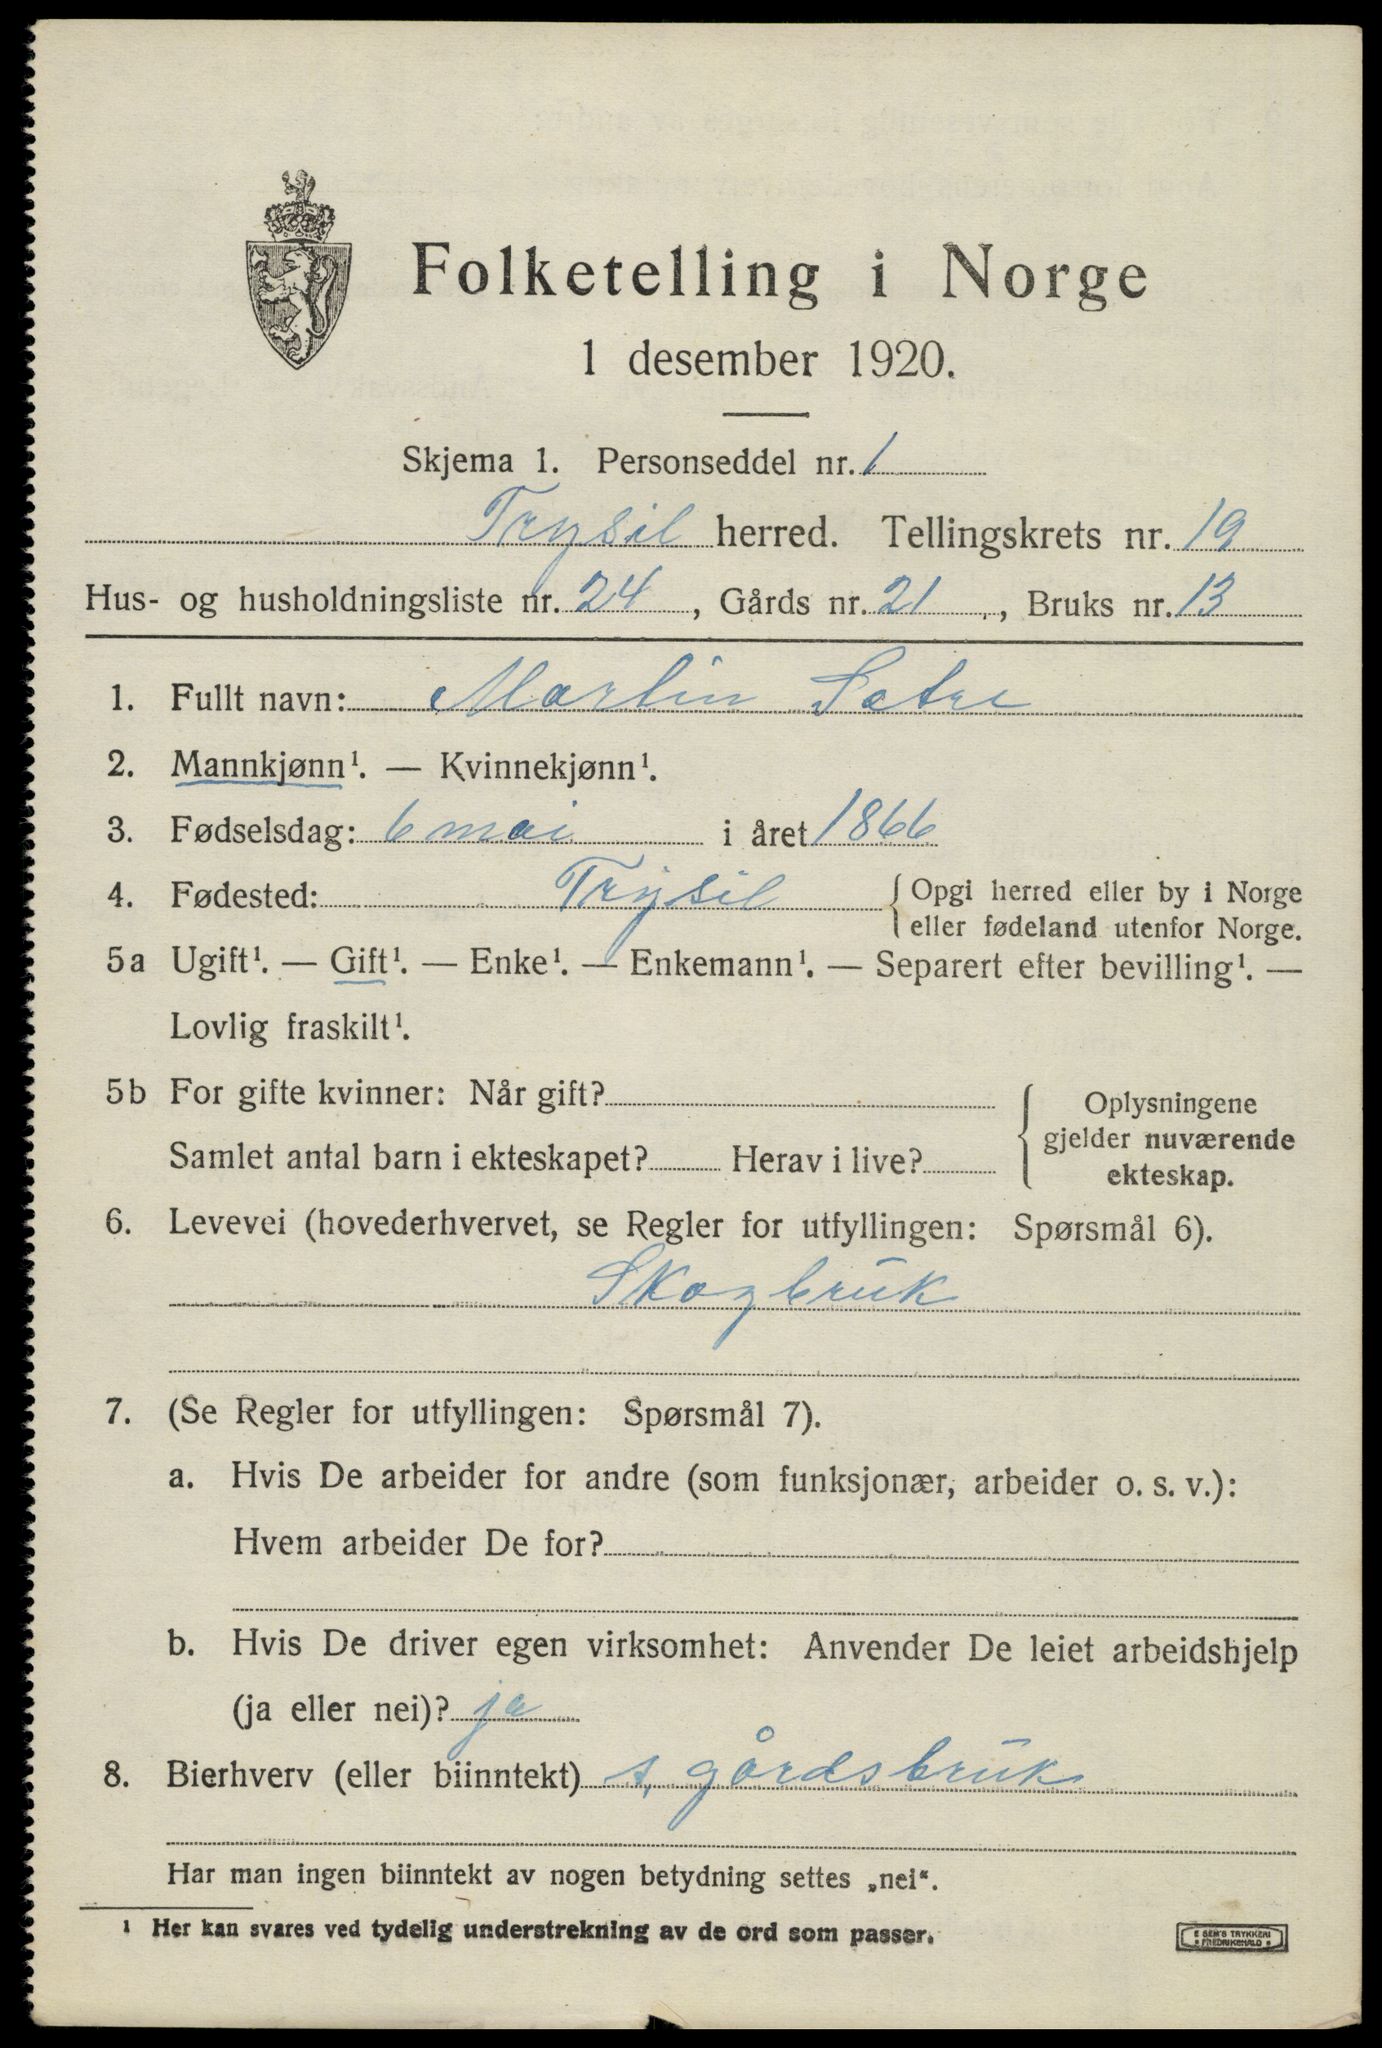 Folketelling i Norge
1 desember 1920.
Skjema 1. Personseddel nr. 1
Trysil herred. Tellingskrets nr. 19
Hus- og husholdningsliste nr. 24, Gårds nr. 21, Bruks nr. 13
1. Fullt navn: Martin Sætre
2. Mannkjønn¹. — Kvinnekjønn¹.
3. Fødselsdag: 6 mai i året 1866
4. Fødested: Trysil { Opgi herred eller by i Norge
eller fødeland utenfor Norge.
5a Ugift¹. — Gift¹. — Enke¹. — Enkemann¹. — Separert efter bevilling¹. —
Lovlig fraskilt¹.
5b For gifte kvinner: Når gift?
Samlet antal barn i ekteskapet? Herav i live?
Oplysningene
gjelder nuværende
ekteskap.
6. Levevei (hovederhvervet, se Regler for utfyllingen: Spørsmål 6).
Skogbruk
7. (Se Regler for utfyllingen: Spørsmål 7).
a. Hvis De arbeider for andre (som funksjonær, arbeider o. s. v.):
Hvem arbeider De for?
b. Hvis De driver egen virksomhet: Anvender De leiet arbeidshjelp
(ja eller nei)? ja
8. Bierhverv (eller biinntekt) s, gårdsbruk
Har man ingen biinntekt av nogen betydning settes „nei“.
¹ Her kan svares ved tydelig understrekning av de ord som passer.
E SEM'S TRYKKERI
FREDRIKSHALD